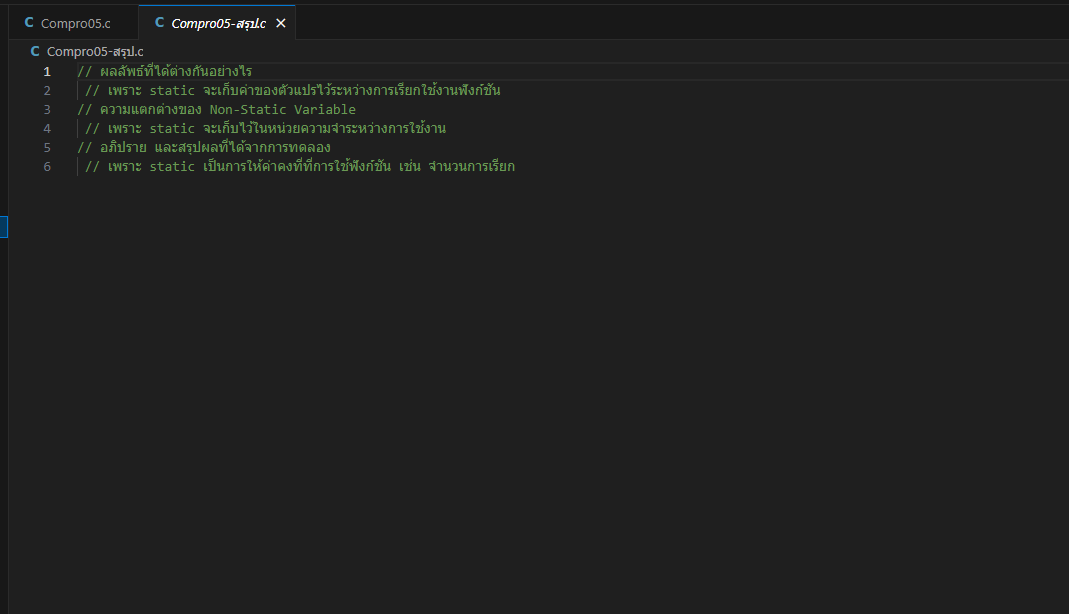 C Compro05.c
C Compro05-สรุป.c ✕
C Compro05-สรุป.c
1 // ผลลัพธ์ที่ได้ต่างกันอย่างไร
2 // เพราะ static จะเก็บค่าของตัวแปรไว้ระหว่างการเรียกใช้งานฟังก์ชัน
3 // ความแตกต่างของ Non-Static Variable
4 // เพราะ static จะเก็บไว้ในหน่วยความจำระหว่างการใช้งาน
5 // อภิปราย และสรุปผลที่ได้จากการทดลอง
6 // เพราะ static เป็นการให้ค่าคงที่ที่การใช้ฟังก์ชัน เช่น จำนวนการเรียก